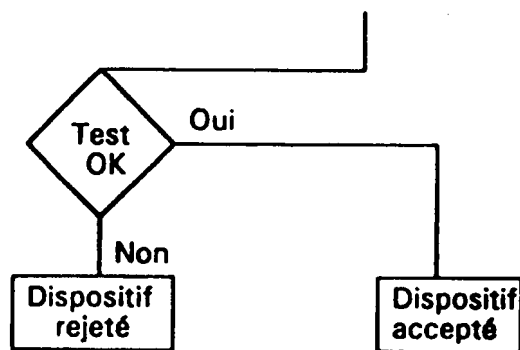 Test
OK
Oui
Non
Dispositif
rejeté
Dispositif
accepté